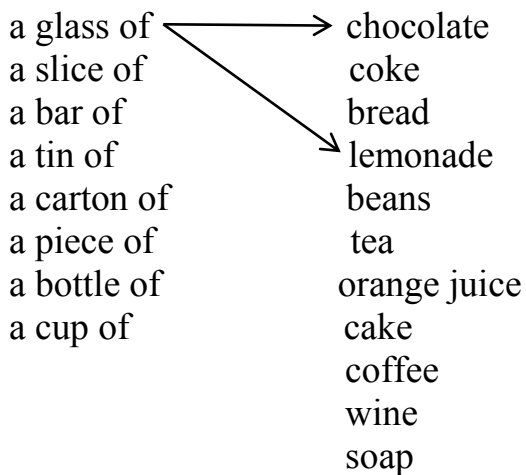 a glass of chocolate
a slice of coke
a bar of bread
a tin of lemonade
a carton of beans
a piece of tea
a bottle of orange juice
a cup of cake
coffee
wine
soap